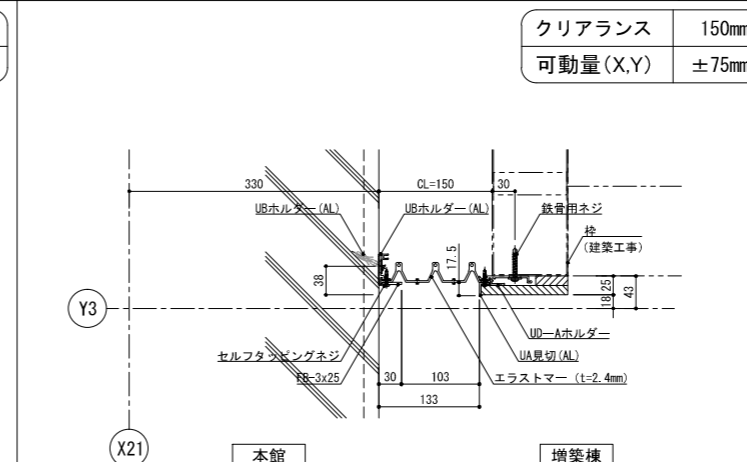 クリアランス 150mm
可動量(X,Y) ±75mm
330
CL=150
30
UBホルダー(AL)
UBホルダー(AL)
鉄骨用ネジ
枠
(建築工事)
17.5
38
25
18
43
Y3
UD-Aホルダー
セルフタッピングネジ
UA見切(AL)
FB-3x25
30
103
エラストマー (t=2.4mm)
133
X21
本館
増築棟